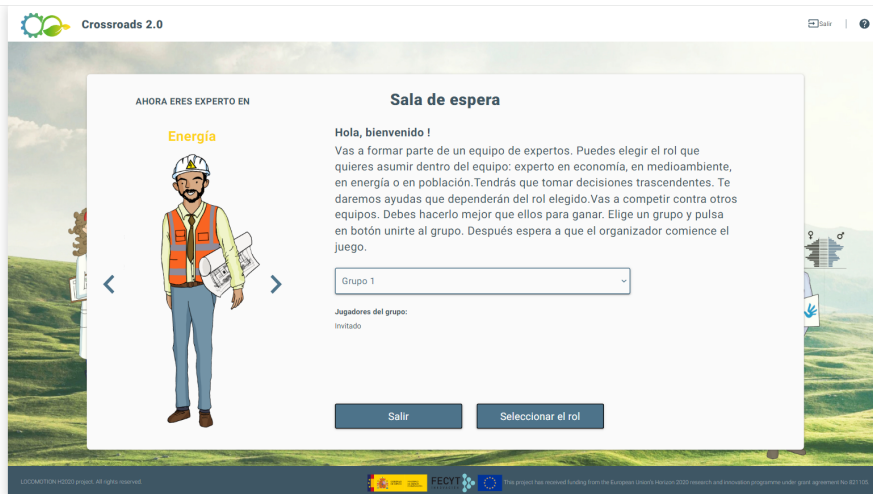 Crossroads 2.0
Salir
AHORA ERES EXPERTO EN
Energía
Sala de espera
Hola, bienvenido !
Vas a formar parte de un equipo de expertos. Puedes elegir el rol que
quieres asumir dentro del equipo: experto en economía, en medioambiente,
en energía o en población.Tendrás que tomar decisiones trascendentes. Te
daremos ayudas que dependerán del rol elegido.Vas a competir contra otros
equipos. Debes hacerlo mejor que ellos para ganar. Elige un grupo y pulsa
en botón unirte al grupo. Después espera a que el organizador comience el
juego.
Grupo 1
Jugadores del grupo:
Invitado
Salir
Seleccionar el rol
LOCOMOTION H2020 project. All rights reserved.
FECYT
This project has received funding from the European Union's Horizon 2020 research and innovation programme under grant agreement No 821105